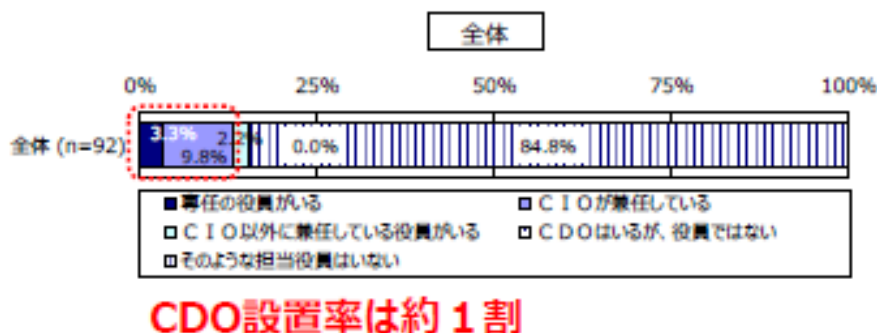 全体
0% 25% 50% 75% 100%
全体 (n=92) 3.3% 9.8% 2.2% 0.0% 84.8%
専任の役員がいる ＣＩＯが兼任している
ＣＩＯ以外に兼任している役員がいる ＣＤＯはいるが、役員ではない
そのような担当役員はいない
CDO設置率は約１割